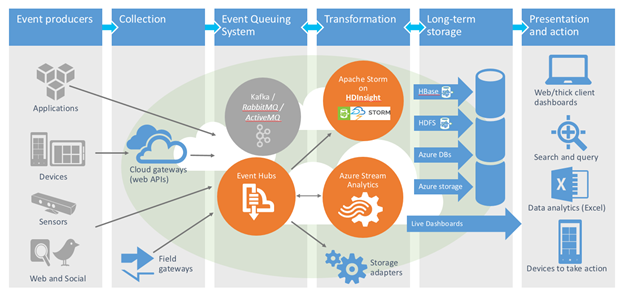 Event producers
Collection
Event Queuing
System
Transformation
Long-term
storage
Presentation
and action
Applications
Devices
Sensors
Web and Social
Cloud gateways
(web APIs)
Field
gateways
Kafka /
RabbitMQ /
ActiveMQ
Event Hubs
Apache Storm
on
HDInsight
STORM
Azure Stream
Analytics
Storage
adapters
HBase
HDFS
Azure DBs
Azure storage
Live Dashboards
Web/thick client
dashboards
Search and query
Data analytics (Excel)
Devices to take action